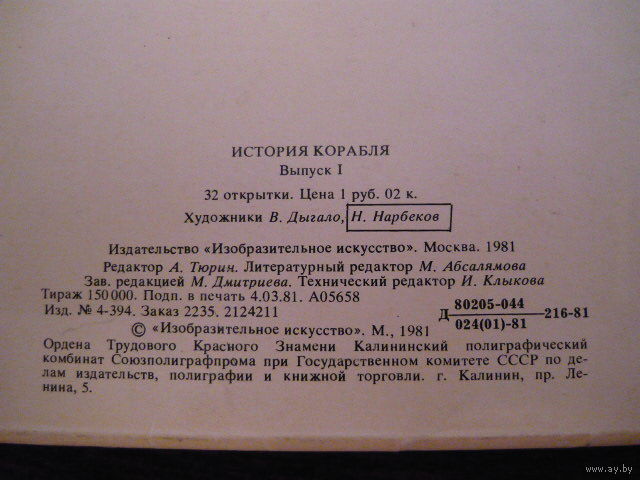 ИСТОРИЯ КОРАБЛЯ
Выпуск I
32 открытки. Цена 1 руб. 02 к.
Художники В. Дыгало, Н. Нарбеков
Издательство «Изобразительное искусство». Москва. 1981
Редактор А. Тюрин. Литературный редактор М. Абсалямова
Зав. редакцией М. Дмитриева. Технический редактор И. Клыкова
Тираж 150 000. Подп. в печать 4.03.81. А05658
Изд. № 4-394. Заказ 2235. 2124211
Д 80205-044 / 024(01)-81 — 216-81
© «Изобразительное искусство». М., 1981
Ордена Трудового Красного Знамени Калининский полиграфический
комбинат Союзполиграфпрома при Государственном комитете СССР по де-
лам издательств, полиграфии и книжной торговли. г. Калинин, пр. Ле-
нина, 5.
www.ay.by